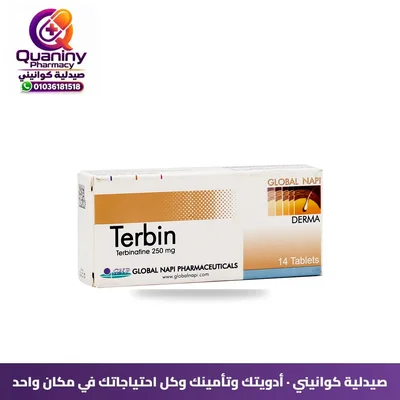 Quaniny
Pharmacy
صيدلية كوانيني
01036181518
GLOBAL NAPI
DERMA
Terbin
Terbinafine 250 mg
GLOBAL NAPI PHARMACEUTICALS
www.globalnapi.com
14 Tablets
صيدلية كوانيني - أدويتك وتأمينك وكل احتياجاتك في مكان واحد